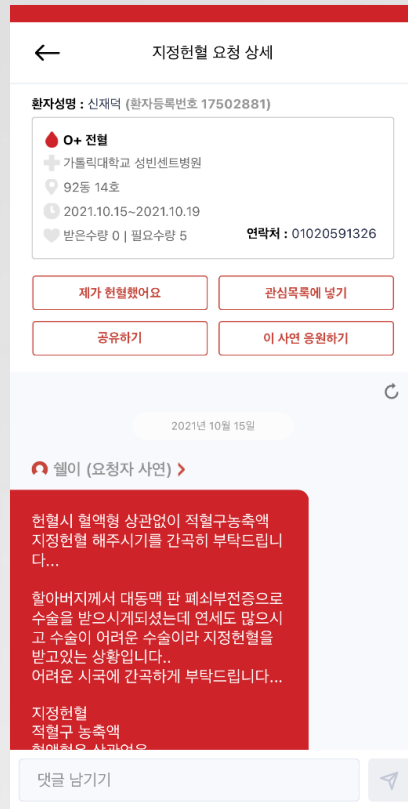 지정헌혈 요청 상세
환자성명 : 신재덕 (환자등록번호 17502881)
O+ 전혈
가톨릭대학교 성빈센트병원
92동 14호
2021.10.15~2021.10.19
받은수량 0 | 필요수량 5 연락처 : 01020591326
제가 헌혈했어요 관심목록에 넣기
공유하기 이 사연 응원하기
2021년 10월 15일
쉘이 (요청자 사연)
헌혈시 혈액형 상관없이 적혈구농축액
지정헌혈 해주시기를 간곡히 부탁드립니
다...
할아버지께서 대동맥 판 폐쇠부전증으로
수술을 받으시게되셨는데 연세도 많으시
고 수술이 어려운 수술이라 지정헌혈을
받고있는 상황입니다..
어려운 시국에 간곡하게 부탁드립니다...
지정헌혈
적혈구 농축액
혈액형은 상관없음
댓글 남기기